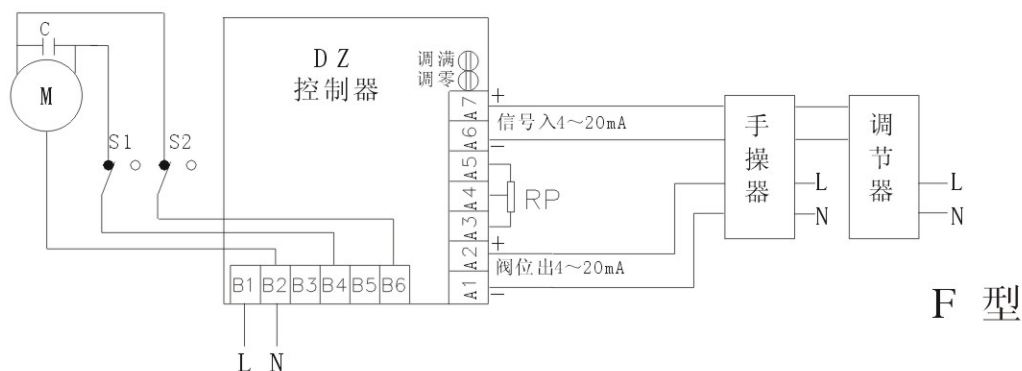 C
M
S1
S2
DZ
控制器
调满
调零
A7
A6
A5
A4
A3
A2
A1
+
信号入4～20mA
−
RP
+
阀位出4～20mA
−
手操器
L
N
调节器
L
N
B1 B2 B3 B4 B5 B6
L N
F 型